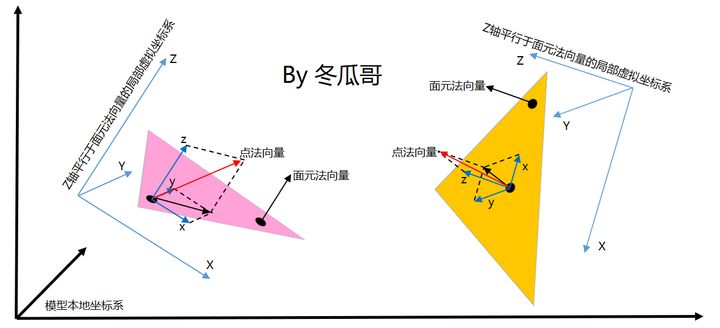 Z轴平行于面元法向量的局部虚拟坐标系
Z
Y
X
z
点法向量
y
x
面元法向量
By 冬瓜哥
Z轴平行于面元法向量的局部虚拟坐标系
Z
Y
X
面元法向量
点法向量
x
z
y
模型本地坐标系